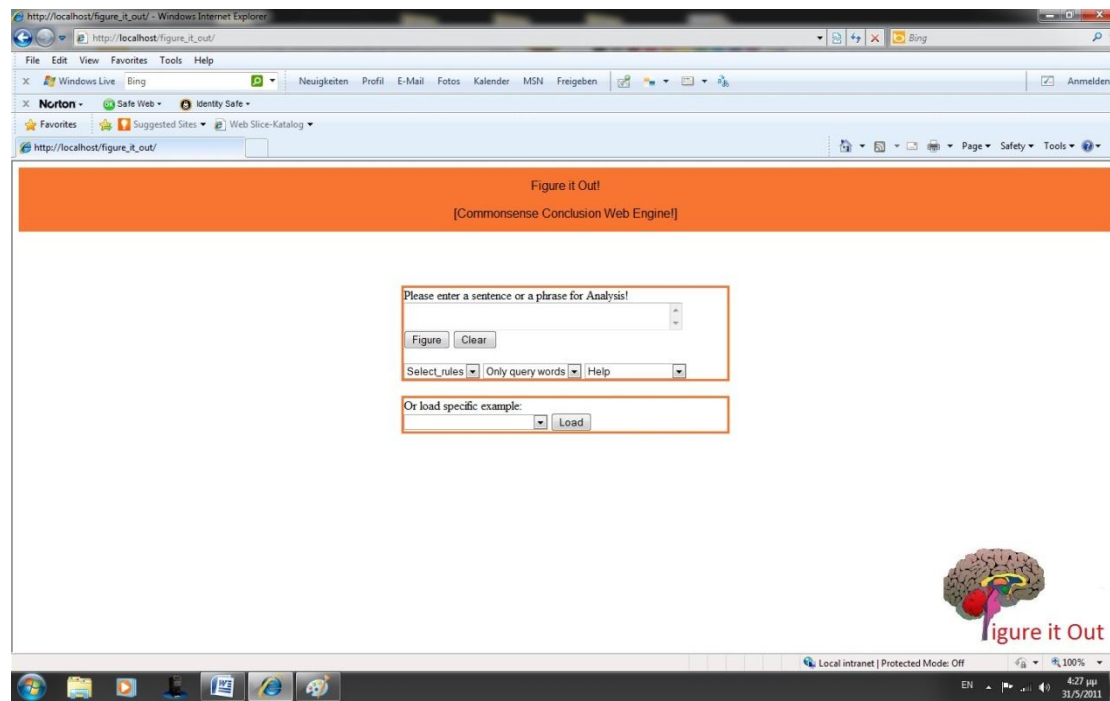 http://localhost/figure_it_out/ - Windows Internet Explorer
http://localhost/figure_it_out/
Bing
File Edit View Favorites Tools Help
x Windows Live Bing Neuigkeiten Profil E-Mail Fotos Kalender MSN Freigeben Anmelden
x Norton - Safe Web - Identity Safe -
Favorites Suggested Sites Web Slice-Katalog
http://localhost/figure_it_out/ Page Safety Tools
Figure it Out!
[Commonsense Conclusion Web Engine!]
Please enter a sentence or a phrase for Analysis!
Figure Clear
Select_rules Only query words Help
Or load specific example:
Load
igure it Out
Local intranet | Protected Mode: Off 100%
EN 4:27 μμ
31/5/2011